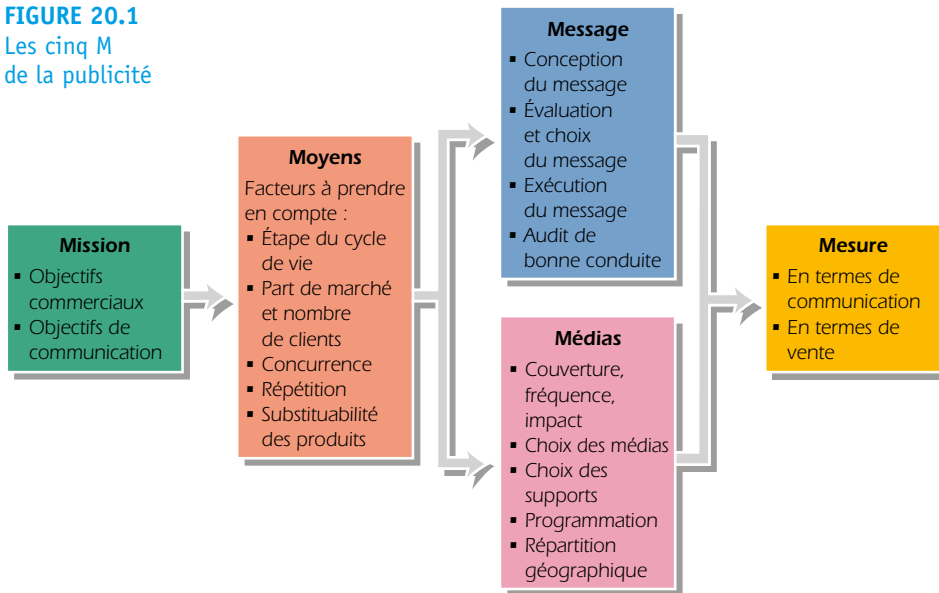 FIGURE 20.1
Les cinq M
de la publicité
Mission
▪ Objectifs
commerciaux
▪ Objectifs de
communication
Moyens
Facteurs à prendre
en compte :
▪ Étape du cycle
de vie
▪ Part de marché
et nombre
de clients
▪ Concurrence
▪ Répétition
▪ Substituabilité
des produits
Message
▪ Conception
du message
▪ Évaluation
et choix
du message
▪ Exécution
du message
▪ Audit de
bonne conduite
Médias
▪ Couverture,
fréquence,
impact
▪ Choix des médias
▪ Choix des
supports
▪ Programmation
▪ Répartition
géographique
Mesure
▪ En termes de
communication
▪ En termes de
vente